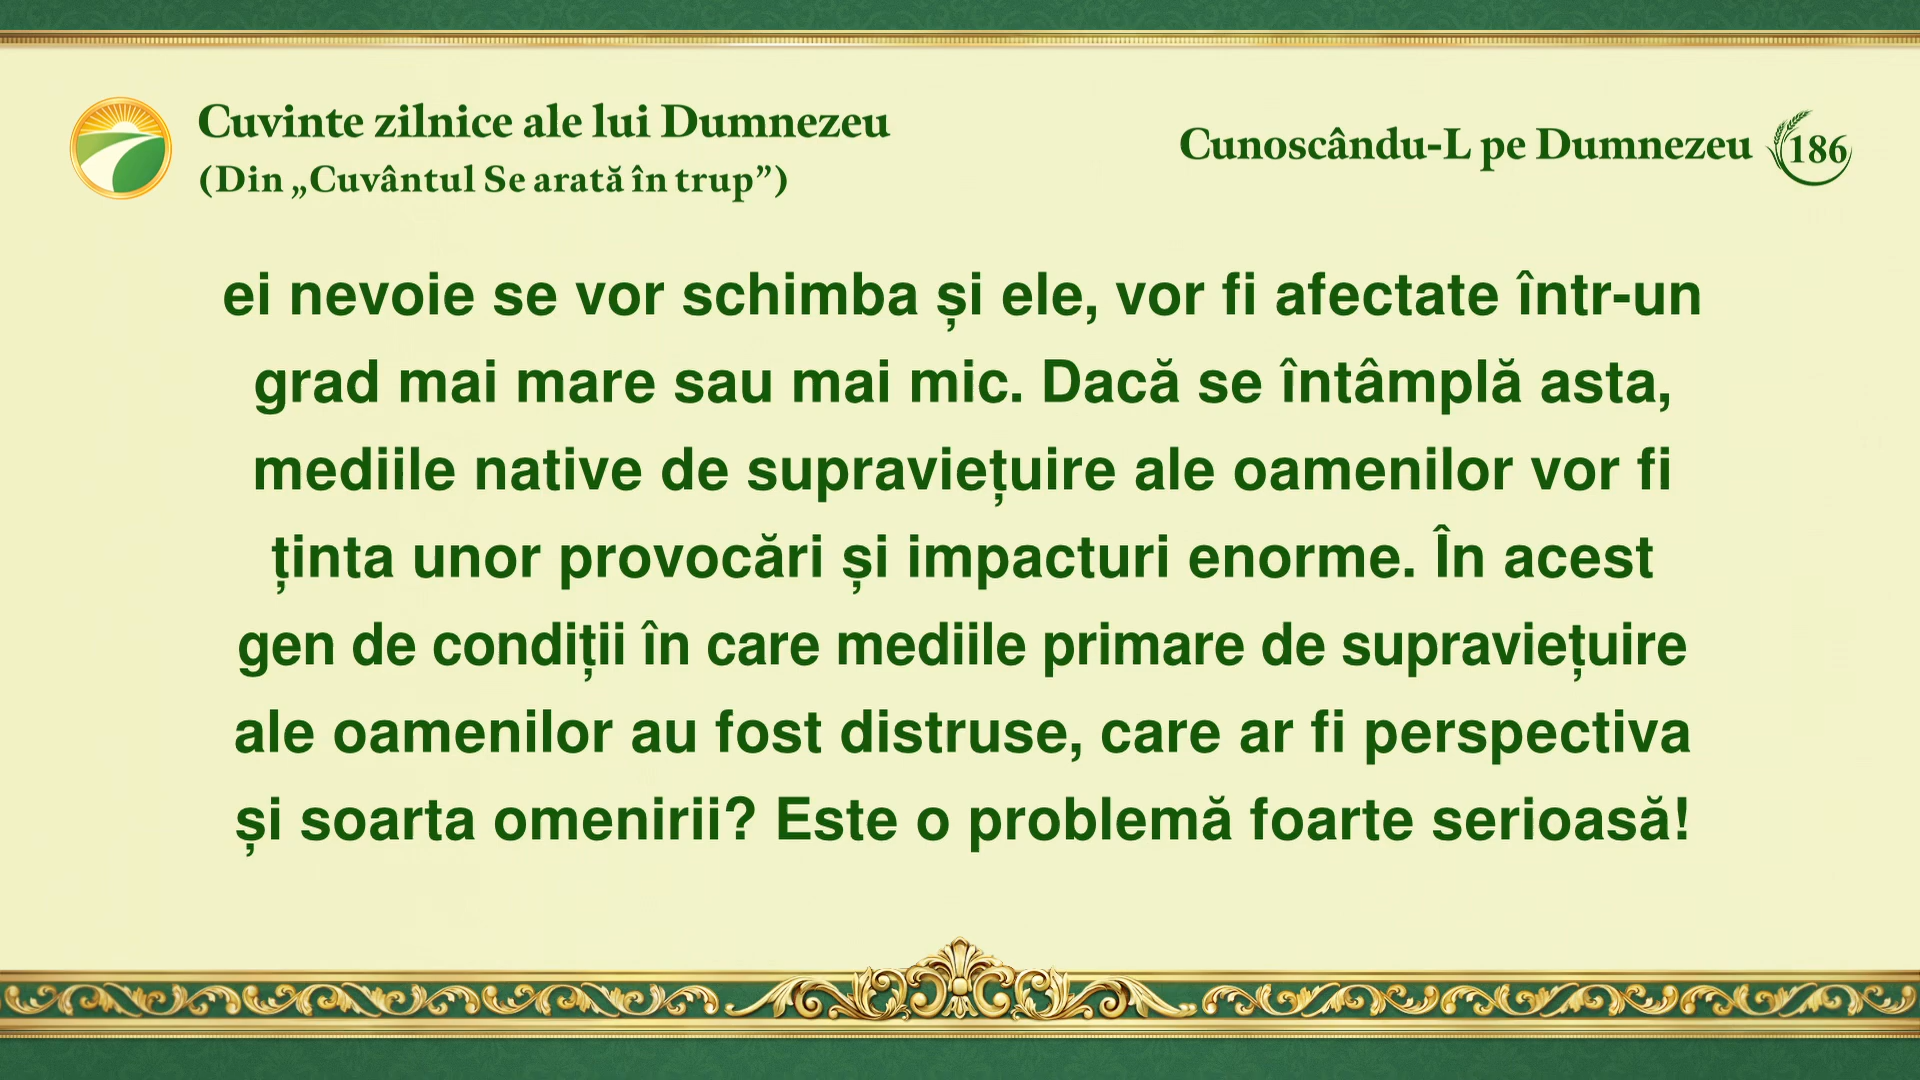 Cuvinte zilnice ale lui Dumnezeu
(Din „Cuvântul Se arată în trup”)
Cunoscându-L pe Dumnezeu 186
ei nevoie se vor schimba și ele, vor fi afectate într-un
grad mai mare sau mai mic. Dacă se întâmplă asta,
mediile native de supraviețuire ale oamenilor vor fi
ținta unor provocări și impacturi enorme. În acest
gen de condiții în care mediile primare de supraviețuire
ale oamenilor au fost distruse, care ar fi perspectiva
și soarta omenirii? Este o problemă foarte serioasă!